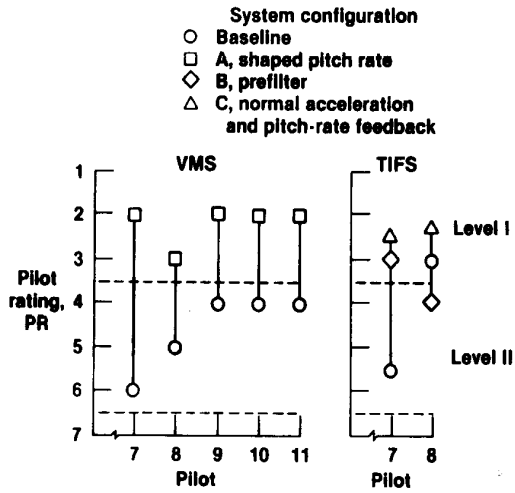 System configuration
Baseline
A, shaped pitch rate
B, prefilter
C, normal acceleration
and pitch-rate feedback
VMS
TIFS
1
2
3
4
5
6
7
Pilot
rating,
PR
7 8 9 10 11
Pilot
7 8
Pilot
Level I
Level II